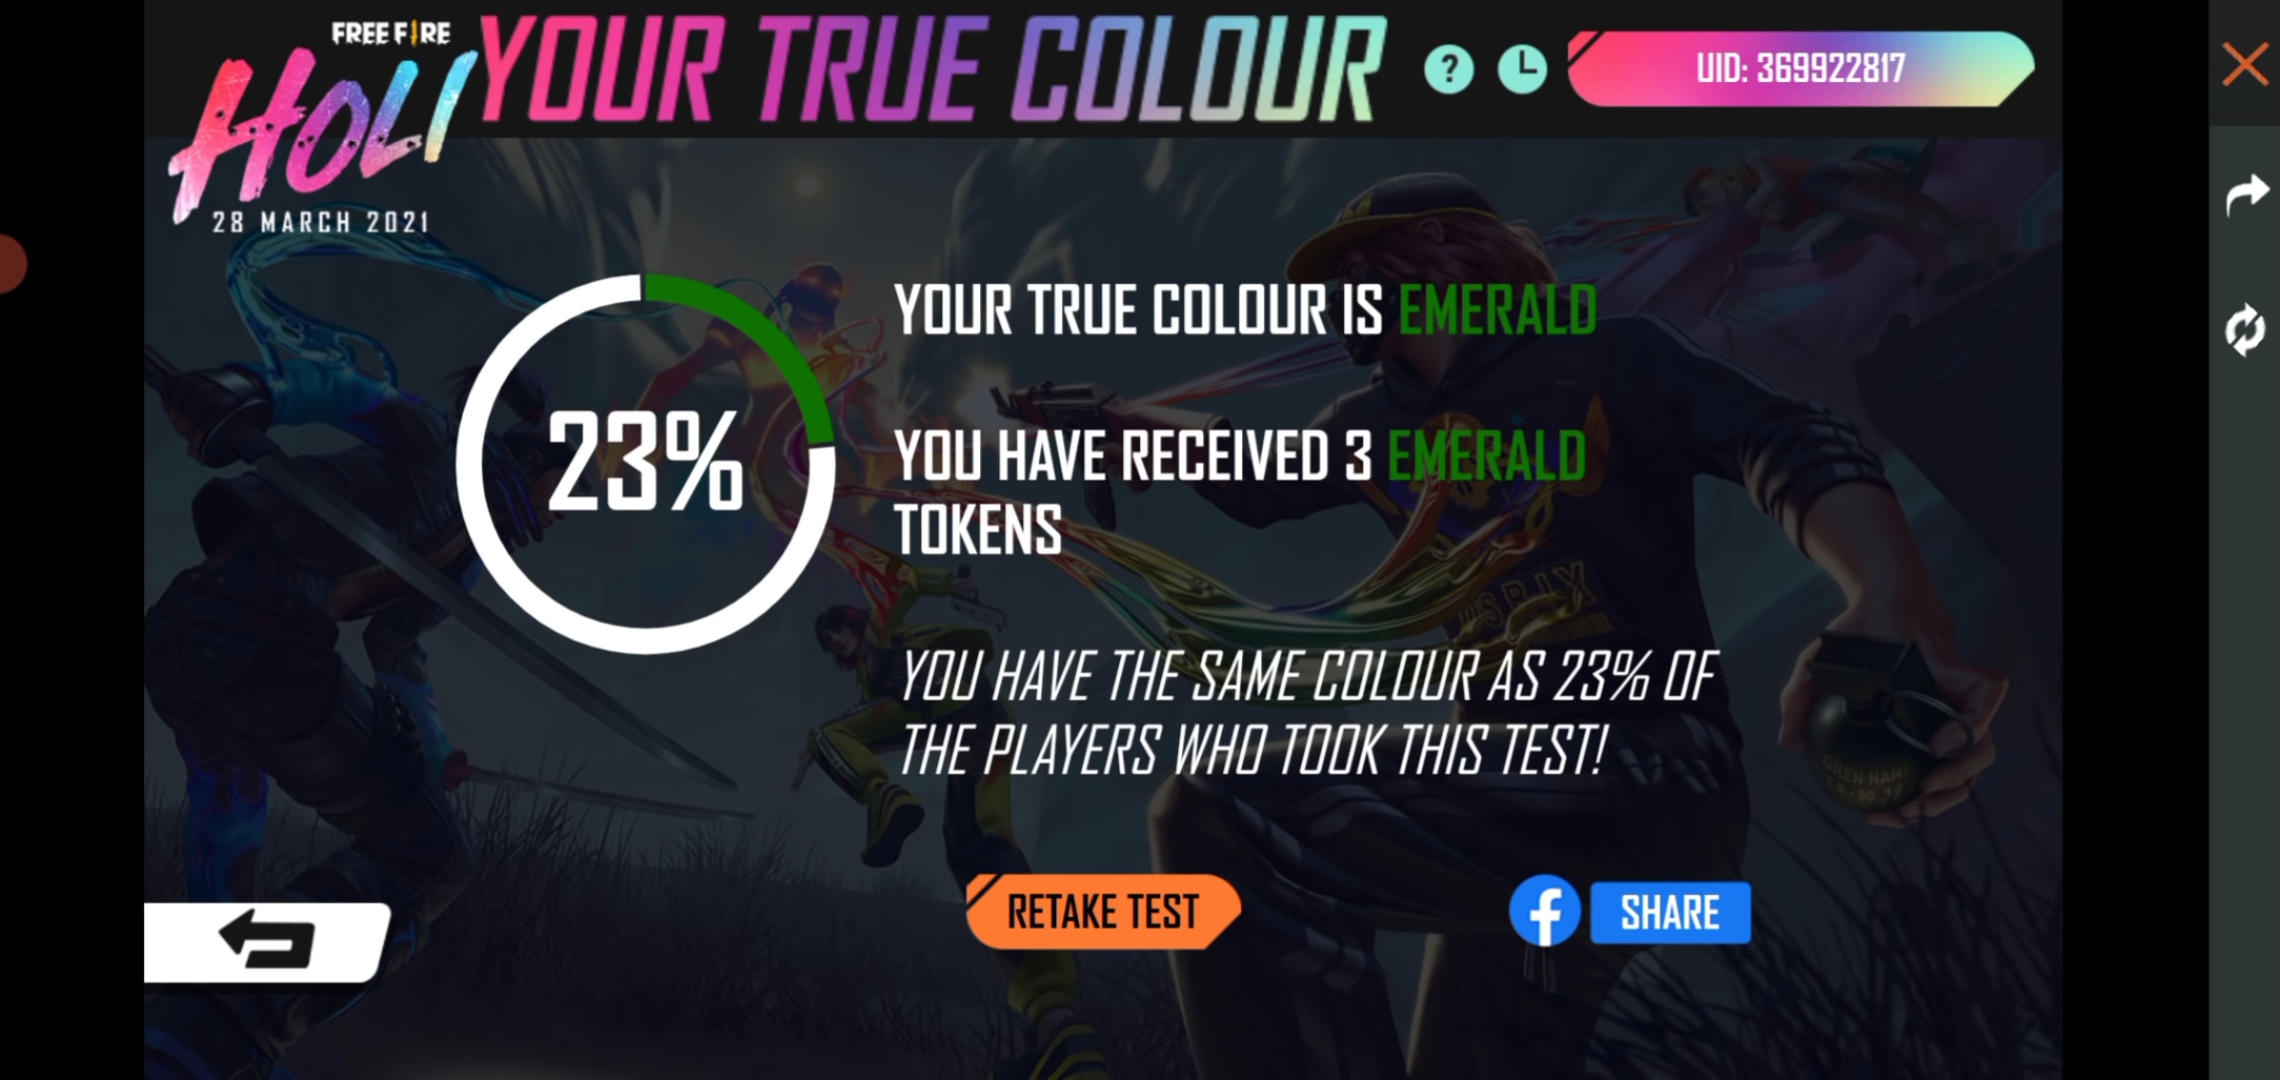 FREE FIRE
HOLI
28 MARCH 2021
YOUR TRUE COLOUR
?
UID: 369922817
23%
YOUR TRUE COLOUR IS EMERALD
YOU HAVE RECEIVED 3 EMERALD
TOKENS
YOU HAVE THE SAME COLOUR AS 23% OF
THE PLAYERS WHO TOOK THIS TEST!
RETAKE TEST
f
SHARE